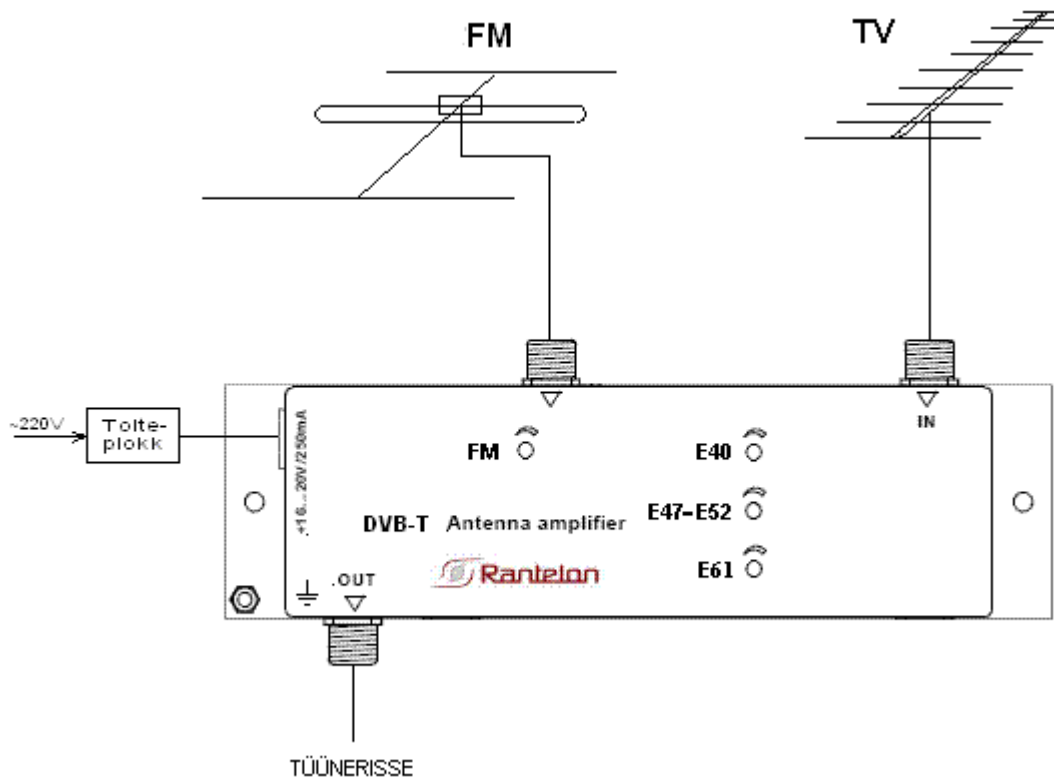 FM
TV
~220V
Toite-
plokk
+16...20V/250mA
IN
FM
E40
DVB-T Antenna amplifier
E47-E52
Rantelon
E61
.OUT
TÜÜNERISSE